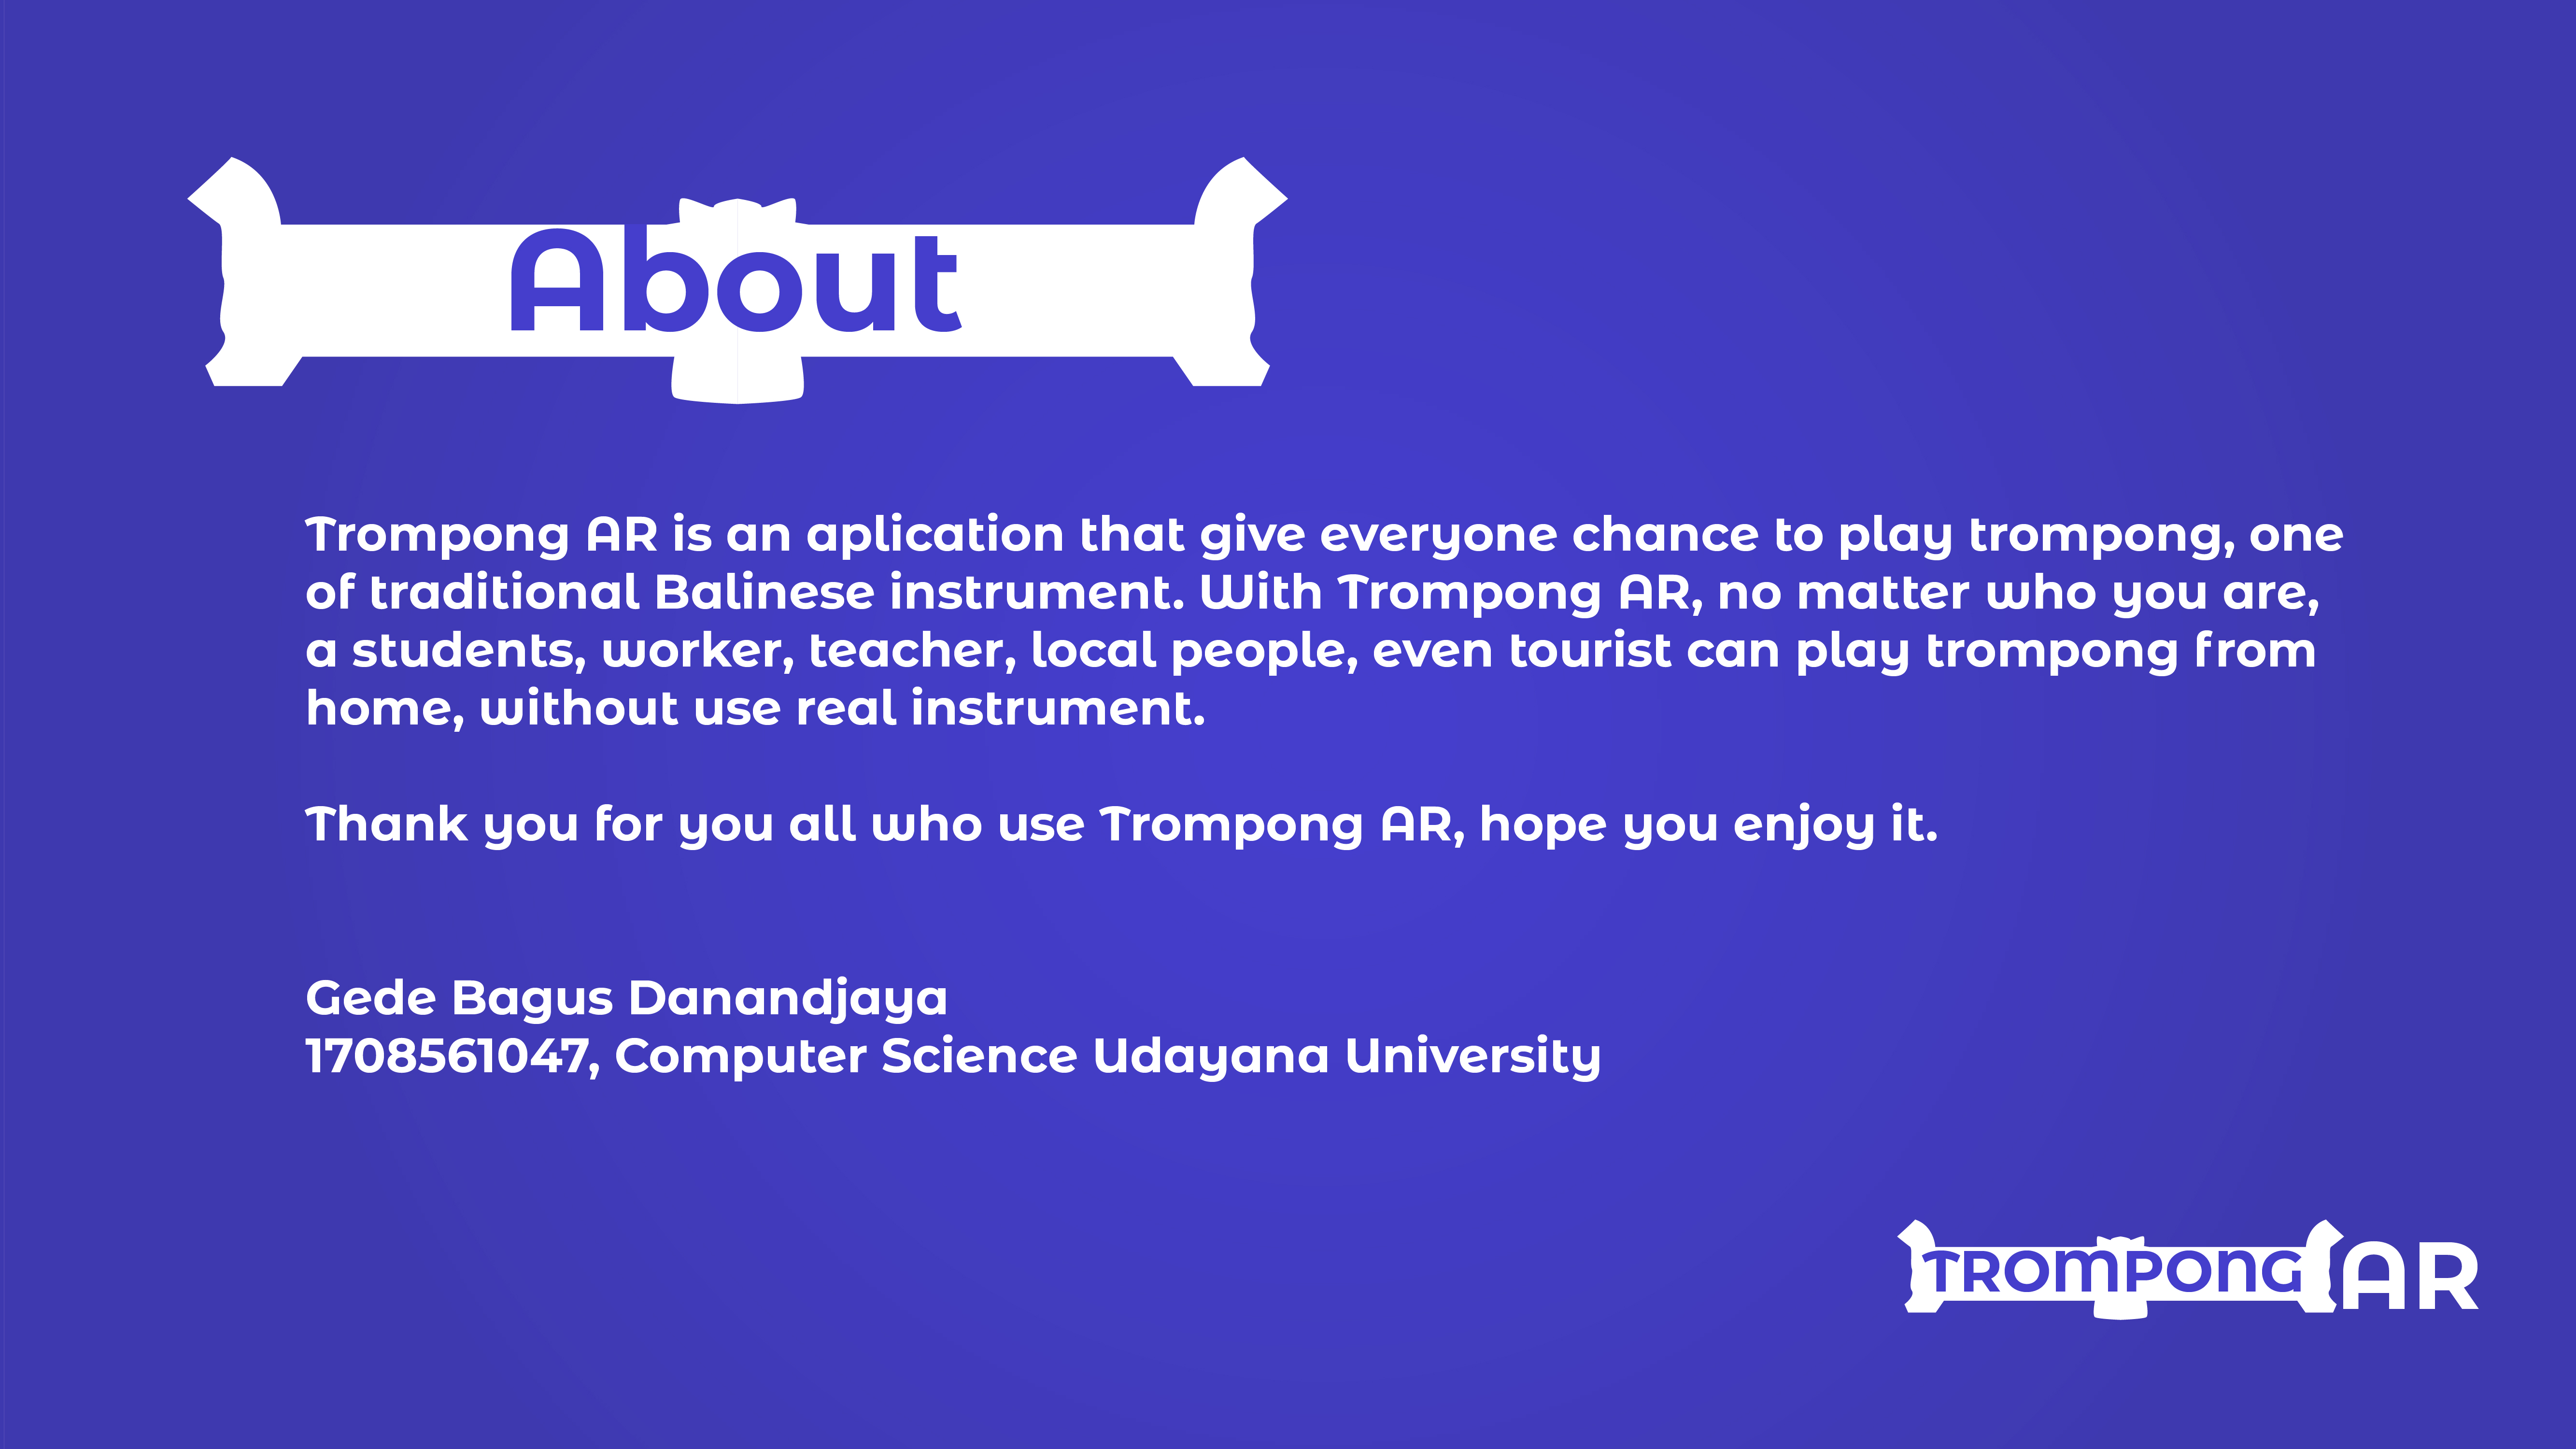 About
Trompong AR is an aplication that give everyone chance to play trompong, one
of traditional Balinese instrument. With Trompong AR, no matter who you are,
a students, worker, teacher, local people, even tourist can play trompong from
home, without use real instrument.
Thank you for you all who use Trompong AR, hope you enjoy it.
Gede Bagus Danandjaya
1708561047, Computer Science Udayana University
TROMPONG AR